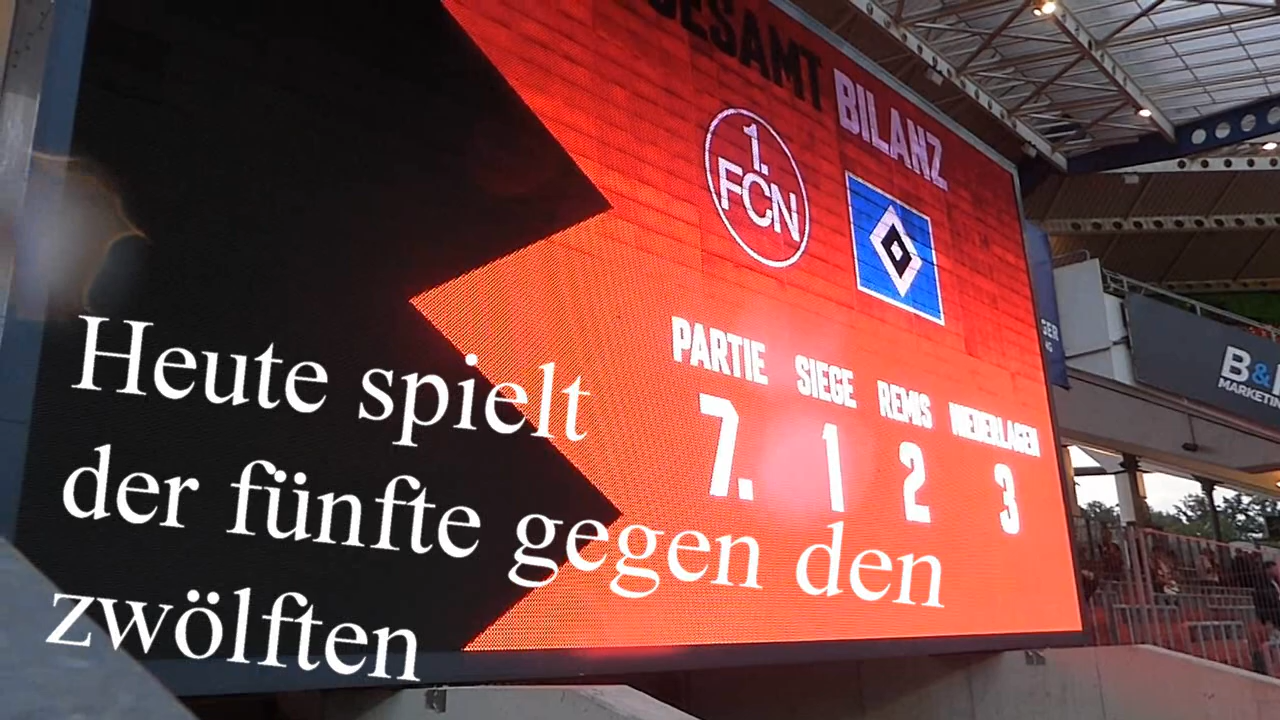 GESAMT BILANZ
1.
FCN
PARTIE SIEGE REMIS NIEDERLAGEN
7. 1 2 3
B&
MARKETIN
Heute spielt
der fünfte gegen den
zwölften